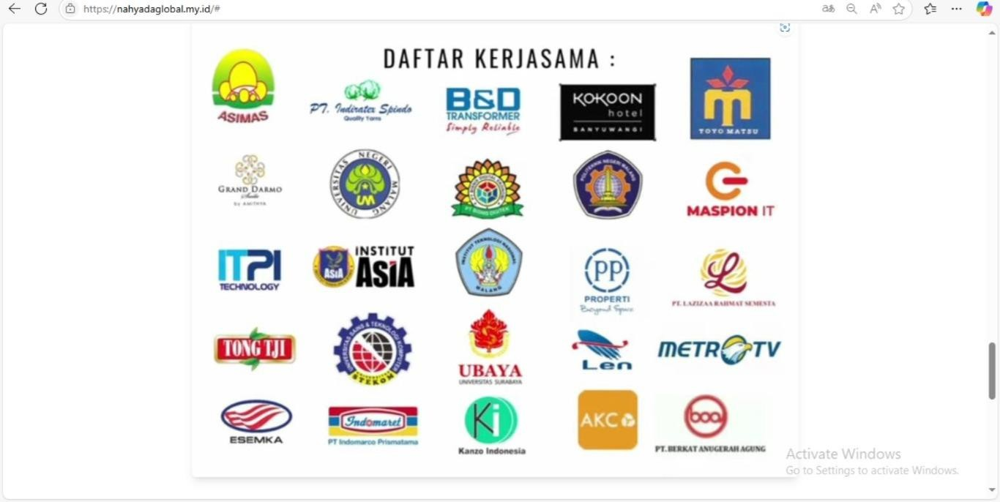 https://nahyadaglobal.my.id/#
DAFTAR KERJASAMA :
ASIMAS
PT. Indiratex Spindo
Quality Yarns
B&D
TRANSFORMER
Simply Reliable
KOKOON
hotel
BANYUWANGI
TOYO MATSU
GRAND DARMO
Suite
by AMITHYA
UNIVERSITAS NEGERI MALANG
UM
PT BISNIS DIGITEK
POLITEKNIK NEGERI MALANG
MASPION IT
ITPI
TECHNOLOGY
ASIA
INSTITUT
ASIA
INSTITUT TEKNOLOGI NASIONAL
MALANG
PP
PROPERTI
Beyond Space
L
PT. LAZIZAA RAHMAT SEMESTA
TONG TJI
UNIVERSITAS SAINS & TEKNOLOGI KOMPUTER
UNIVERSITAS
STEKOM
UBAYA
UNIVERSITAS SURABAYA
Len
METRO TV
ESEMKA
Indomaret
PT Indomarco Prismatama
Ki
Kanzo Indonesia
AKC
baa
PT. BERKAT ANUGERAH AGUNG
Activate Windows
Go to Settings to activate Windows.